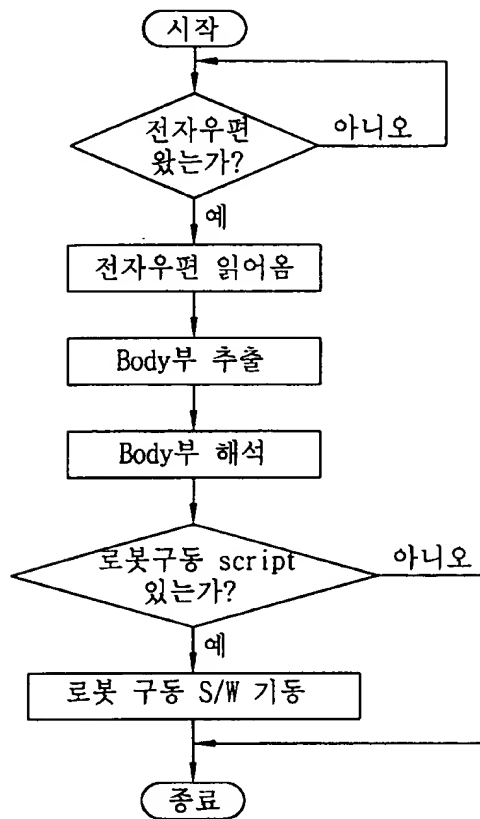 시작
전자우편
왔는가?
아니오
예
전자우편 읽어옴
Body부 추출
Body부 해석
로봇구동 script
있는가?
아니오
예
로봇 구동 S/W 기동
종료